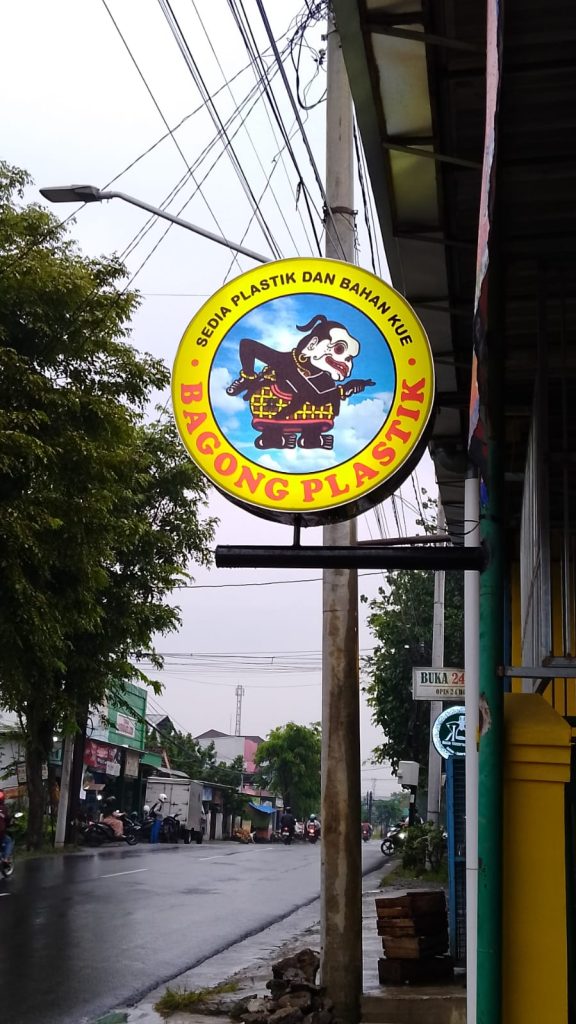 SEDIA PLASTIK DAN BAHAN KUE
BAGONG PLASTIK
BUKA 24